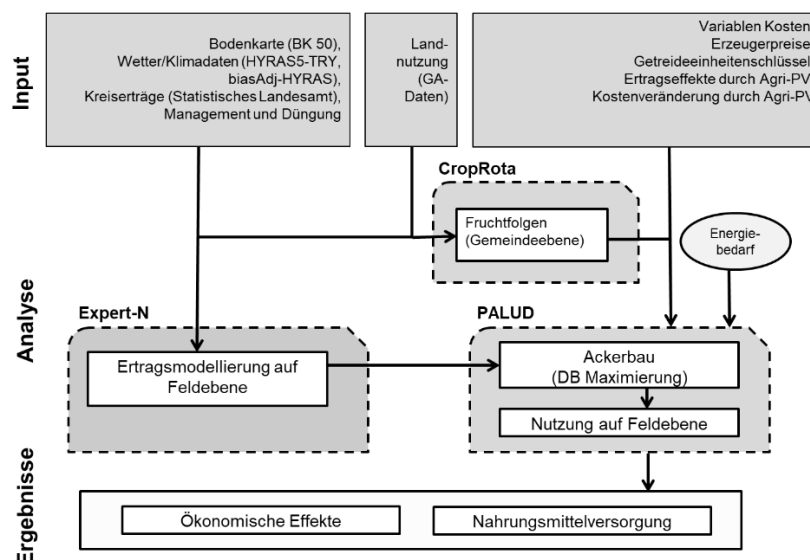 Input
Bodenkarte (BK 50),
Wetter/Klimadaten (HYRAS5-TRY,
biasAdj-HYRAS),
Kreiserträge (Statistisches Landesamt),
Management und Düngung
Land-
nutzung
(GA-
Daten)
Variablen Kosten
Erzeugerpreise
Getreideeinheitenschlüssel
Ertragseffekte durch Agri-PV
Kostenveränderung durch Agri-PV
CropRota
Fruchtfolgen
(Gemeindeebene)
Energie-
bedarf
Analyse
Expert-N
Ertragsmodellierung auf
Feldebene
PALUD
Ackerbau
(DB Maximierung)
Nutzung auf Feldebene
Ergebnisse
Ökonomische Effekte
Nahrungsmittelversorgung